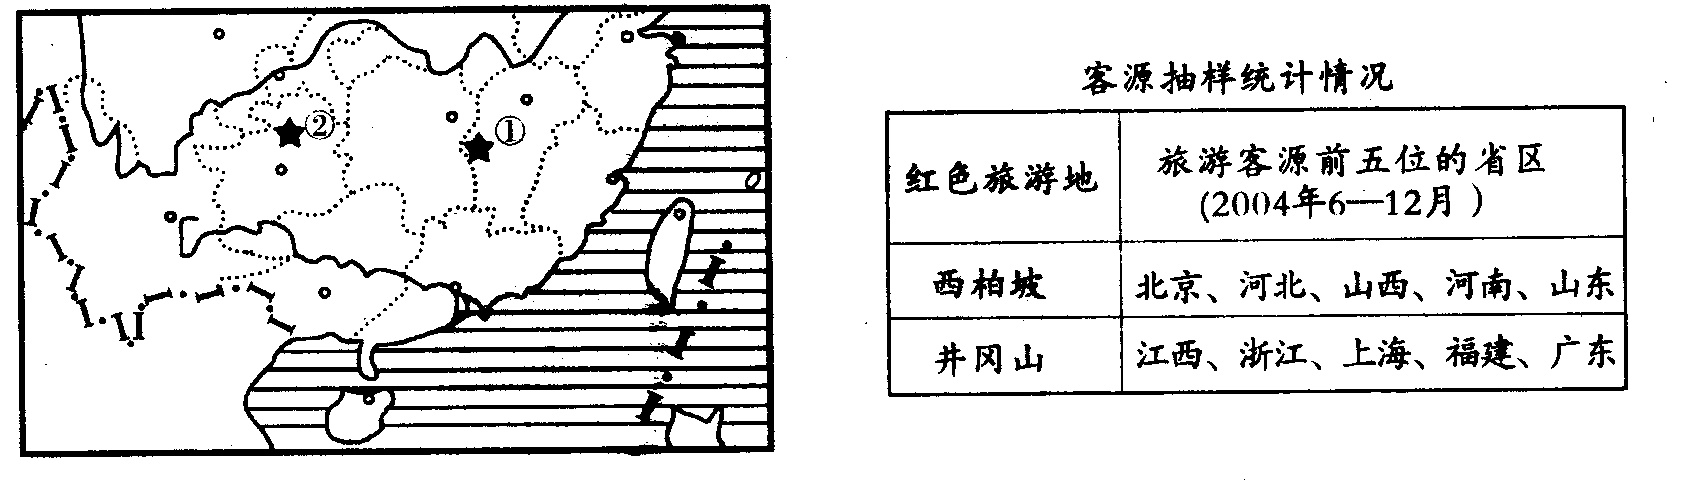 ②
①
客源抽样统计情况
红色旅游地
旅游客源前五位的省区
(2004年6—12月)
西柏坡
北京、河北、山西、河南、山东
井冈山
江西、浙江、上海、福建、广东